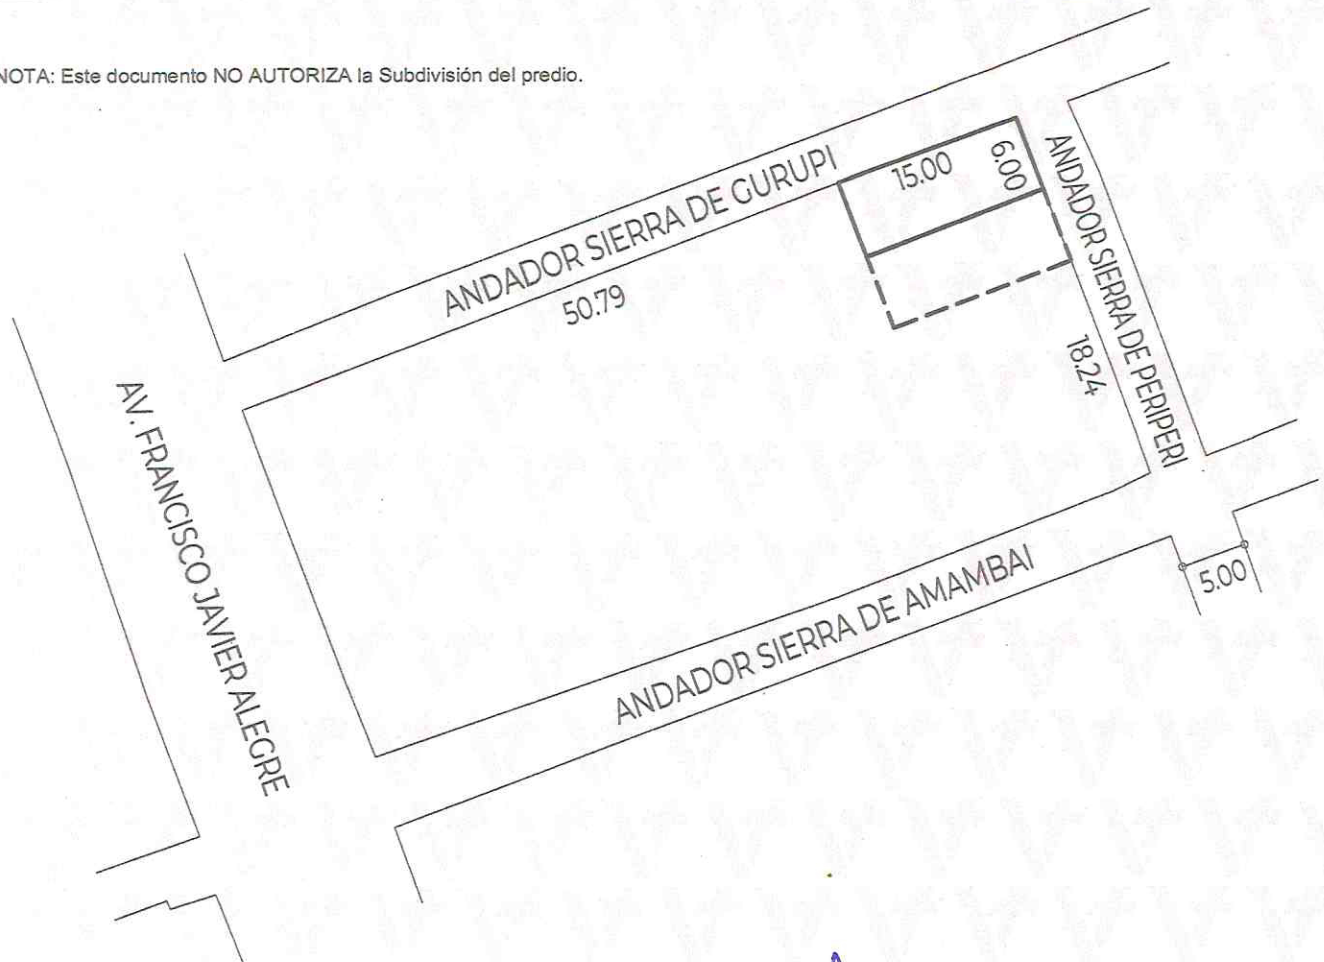 NOTA: Este documento NO AUTORIZA la Subdivisión del predio.
ANDADOR SIERRA DE GURUPI
50.79
15.00
6.00
ANDADOR SIERRA DE PERIPERI
18.24
AV. FRANCISCO JAVIER ALEGRE
ANDADOR SIERRA DE AMAMBAI
5.00